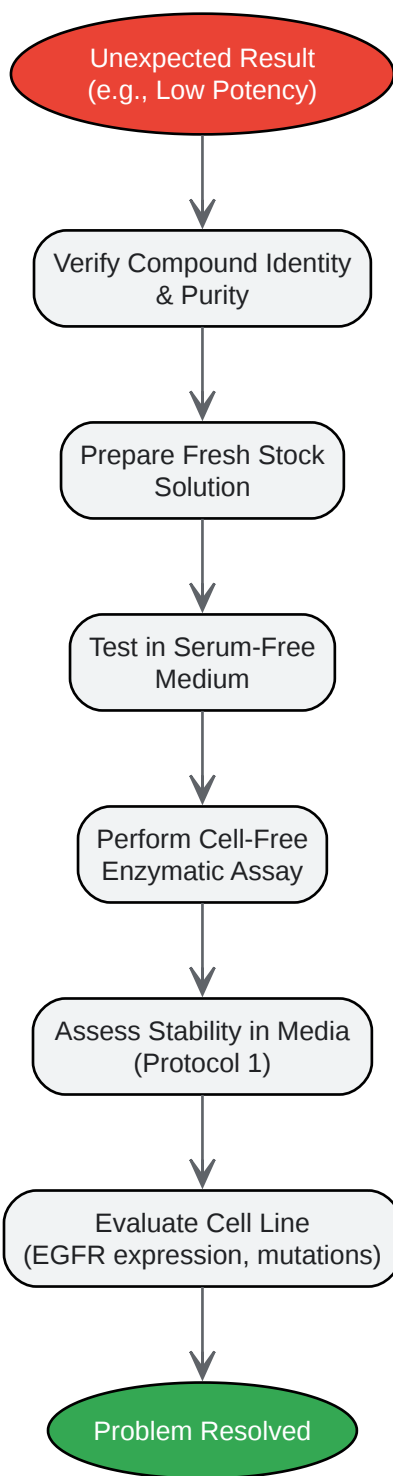 Unexpected Result
(e.g., Low Potency)
Verify Compound Identity
& Purity
Prepare Fresh Stock
Solution
Test in Serum-Free
Medium
Perform Cell-Free
Enzymatic Assay
Assess Stability in Media
(Protocol 1)
Evaluate Cell Line
(EGFR expression, mutations)
Problem Resolved